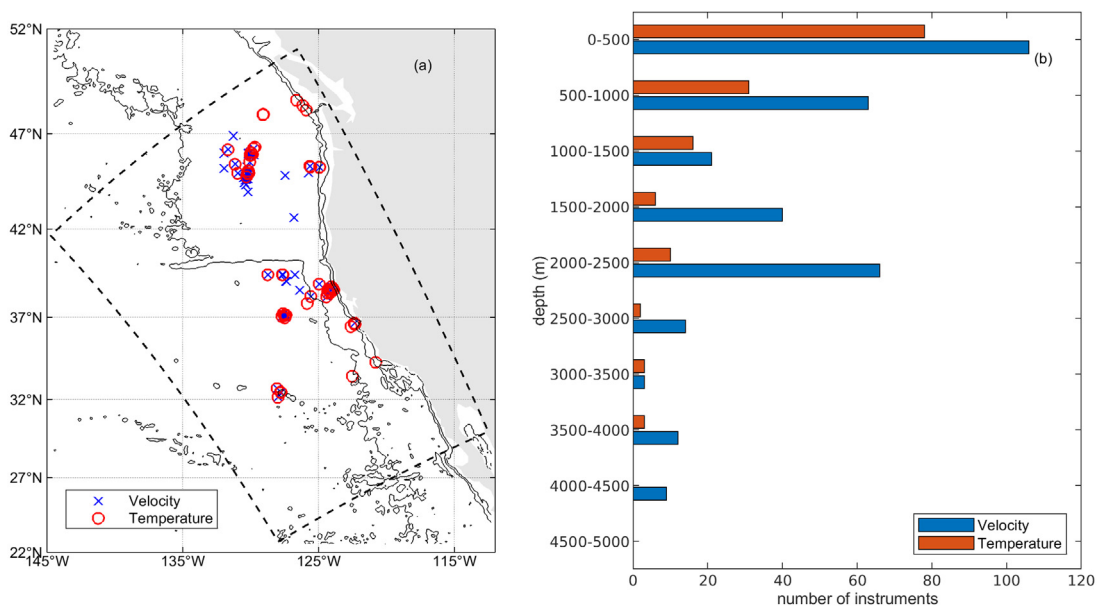 52°N
47°N
42°N
37°N
32°N
27°N
22°N
145°W
135°W
125°W
115°W
(a)
Velocity
Temperature
(b)
0-500
500-1000
1000-1500
1500-2000
2000-2500
2500-3000
3000-3500
3500-4000
4000-4500
4500-5000
depth (m)
0
20
40
60
80
100
120
number of instruments
Velocity
Temperature